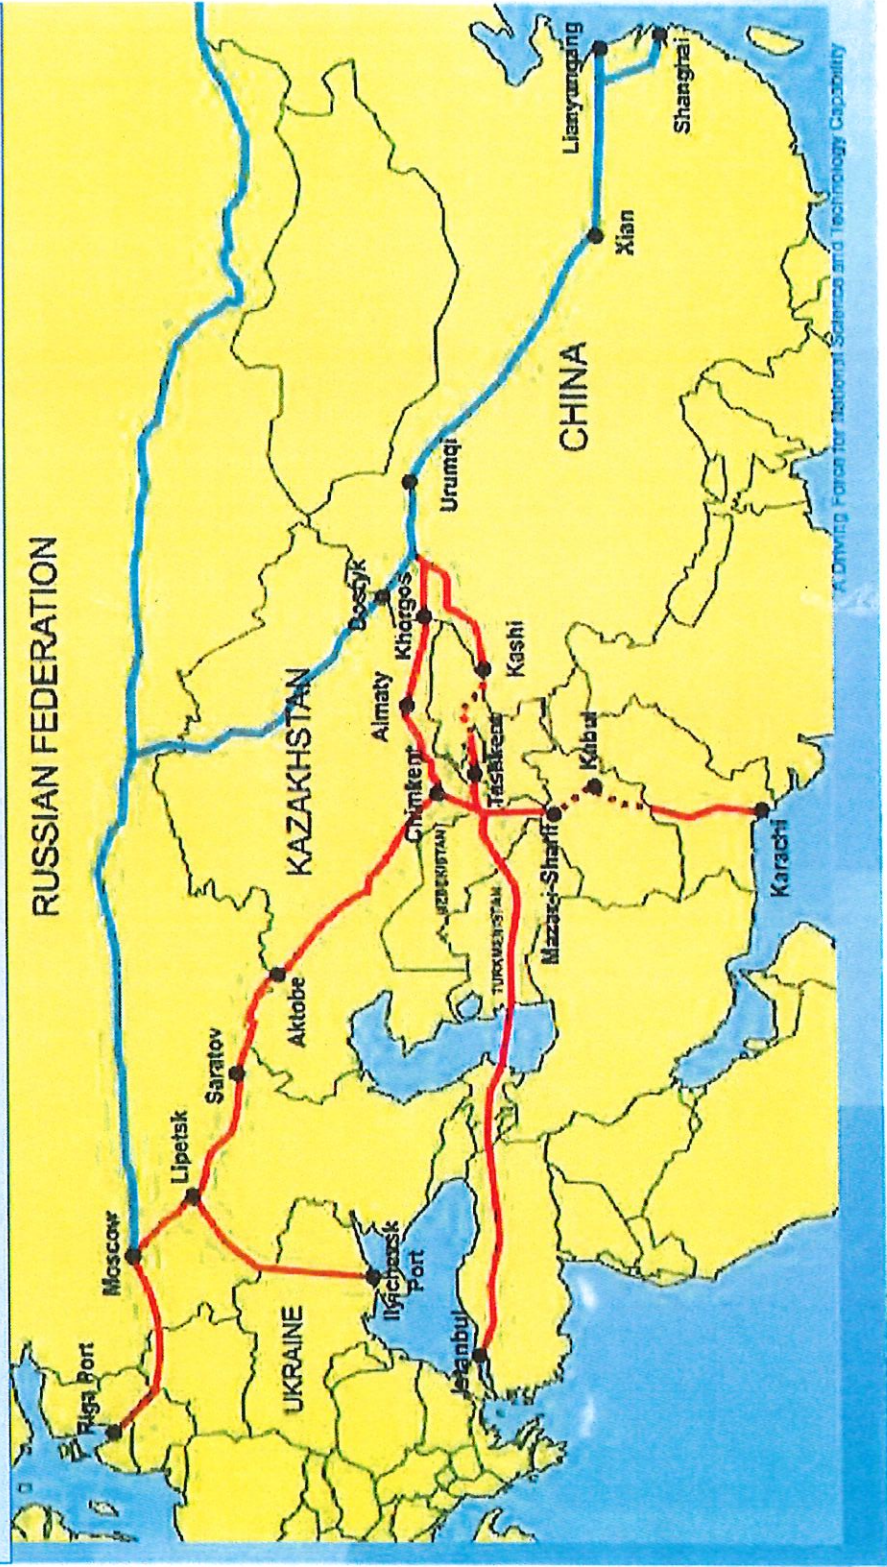 RUSSIAN FEDERATION
Riga Port
Moscow
Lipetsk
Saratov
Aktobe
KAZAKHSTAN
UKRAINE
Ilyichevsk
Port
Istanbul
Chimkent
Almaty
Khorgos
Dostyk
Urumqi
UZBEKISTAN
TURKMENISTAN
Tashkent
Kashi
Mazar-i-Sharif
Kabul
Karachi
CHINA
Xian
Lianyungang
Shanghai
A Driving Force for National Science and Technology Capability